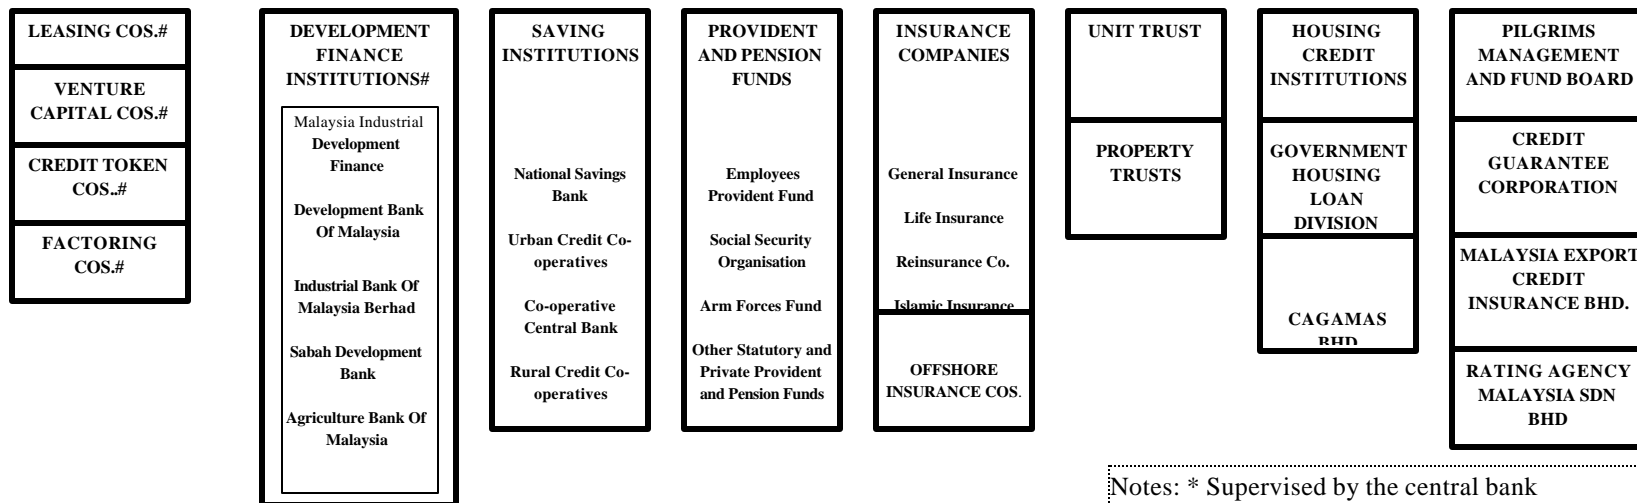 LEASING COS.#
VENTURE
CAPITAL COS.#
CREDIT TOKEN
COS..#
FACTORING
COS.#
DEVELOPMENT
FINANCE
INSTITUTIONS#
Malaysia Industrial
Development
Finance
Development Bank
Of Malaysia
Industrial Bank Of
Malaysia Berhad
Sabah Development
Bank
Agriculture Bank Of
Malaysia
SAVING
INSTITUTIONS
National Savings
Bank
Urban Credit Co-
operatives
Co-operative
Central Bank
Rural Credit Co-
operatives
PROVIDENT
AND PENSION
FUNDS
Employees
Provident Fund
Social Security
Organisation
Arm Forces Fund
Other Statutory and
Private Provident
and Pension Funds
INSURANCE
COMPANIES
General Insurance
Life Insurance
Reinsurance Co.
Islamic Insurance
OFFSHORE
INSURANCE COS.
UNIT TRUST
PROPERTY
TRUSTS
HOUSING
CREDIT
INSTITUTIONS
GOVERNMENT
HOUSING
LOAN
DIVISION
CAGAMAS
BHD
PILGRIMS
MANAGEMENT
AND FUND BOARD
CREDIT
GUARANTEE
CORPORATION
MALAYSIA EXPORT
CREDIT
INSURANCE BHD.
RATING AGENCY
MALAYSIA SDN
BHD
Notes: * Supervised by the central bank